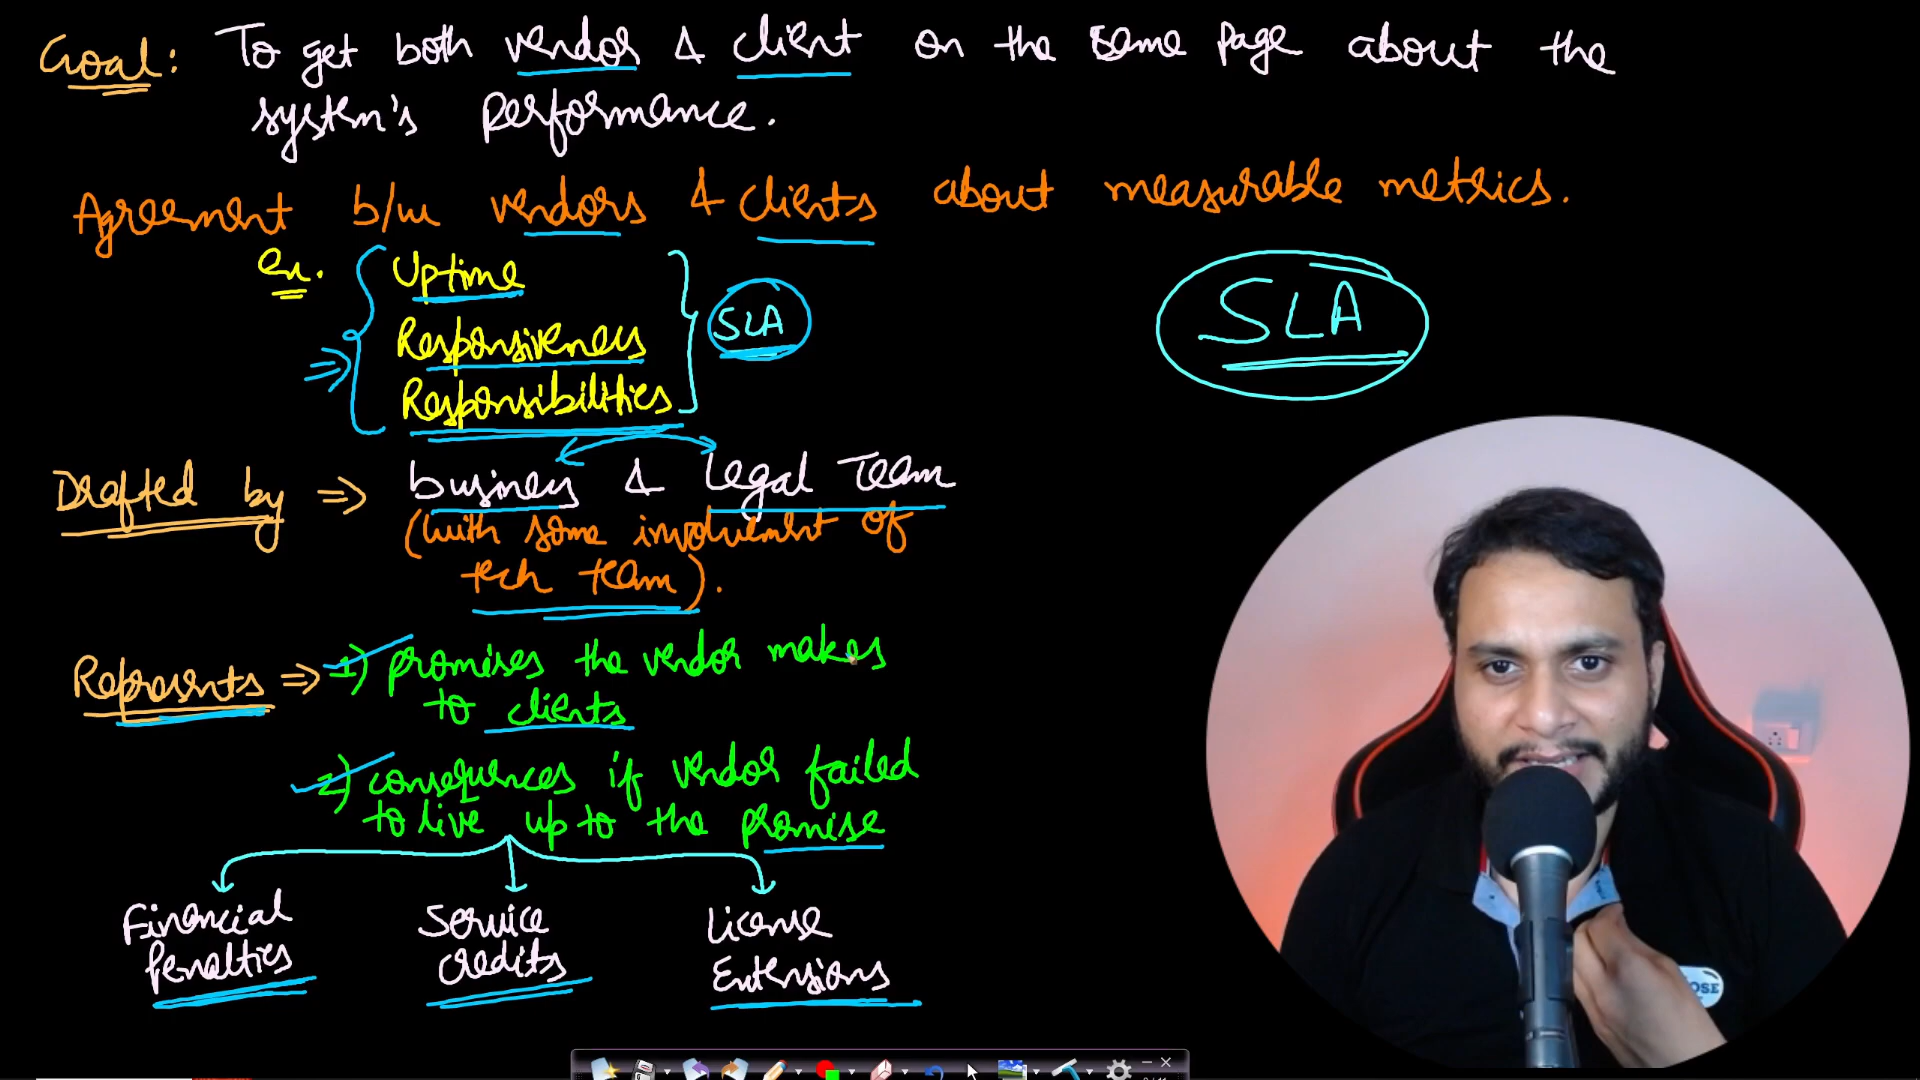 Goal: To get both vendor & client on the same page about the
system's performance.
Agreement b/w vendors & clients about measurable metrics.
ex. Uptime
Responsiveness
Responsibilities
SLA
SLA
Drafted by => business & Legal Team
(with some involvement of
tech team).
Represents => 1) promises the vendor makes
to clients
2) consequences if vendor failed
to live up to the promise
Financial Penalties
Service Credits
License Extensions
OSE